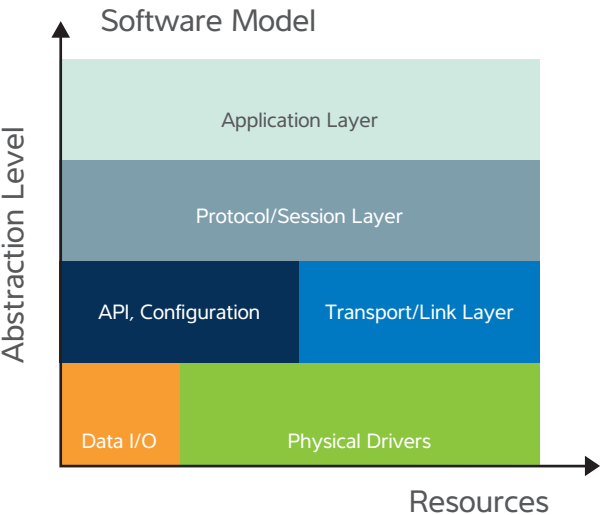 Software Model
Abstraction Level
Application Layer
Protocol/Session Layer
API, Configuration
Transport/Link Layer
Data I/O
Physical Drivers
Resources